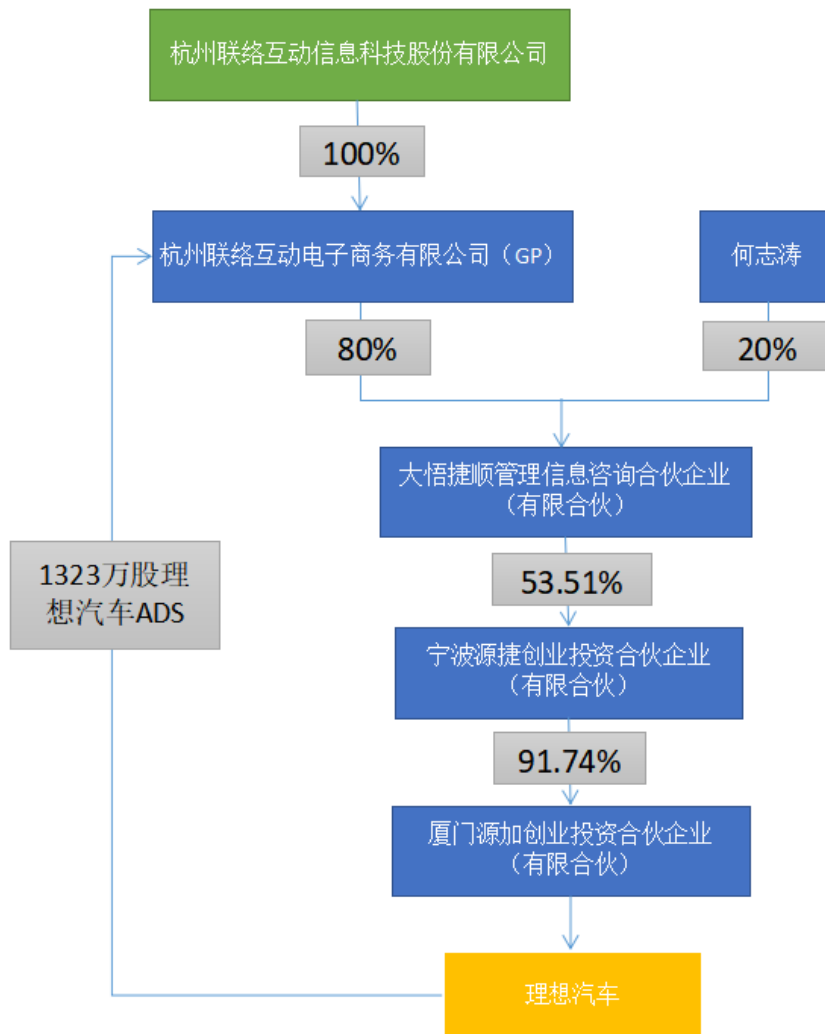 杭州联络互动信息科技股份有限公司
100%
杭州联络互动电子商务有限公司（GP）
何志涛
80%
20%
大悟捷顺管理信息咨询合伙企业
（有限合伙）
1323万股理
想汽车ADS
53.51%
宁波源捷创业投资合伙企业
（有限合伙）
91.74%
厦门源加创业投资合伙企业
（有限合伙）
理想汽车